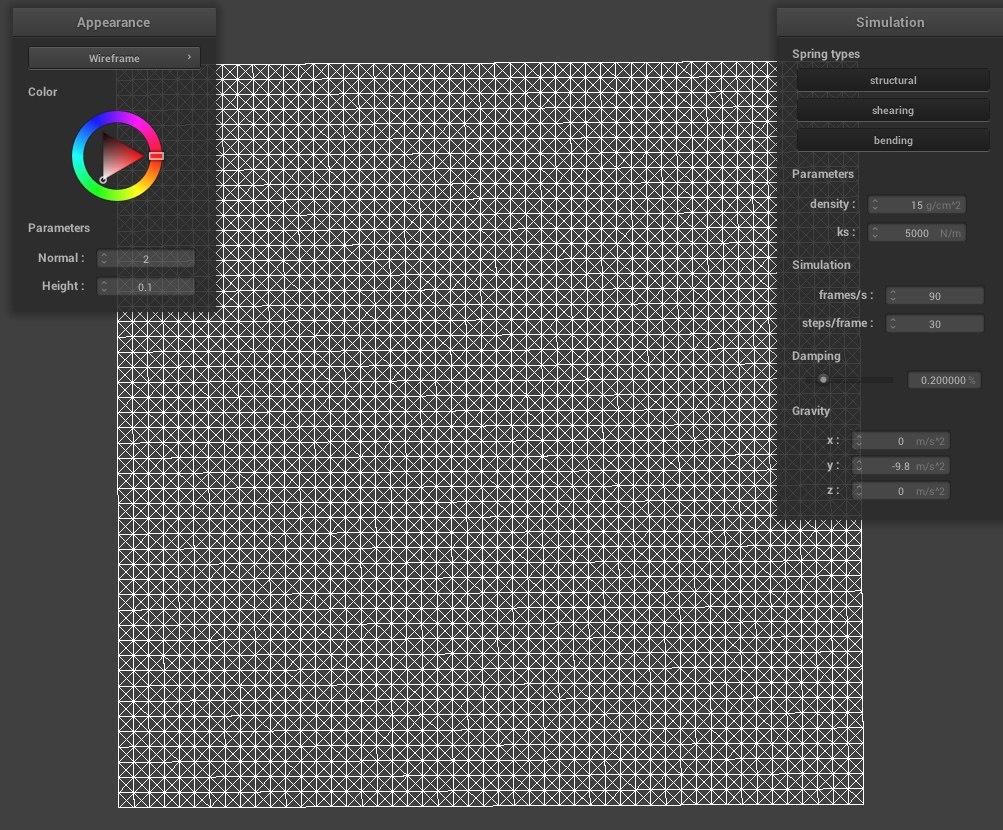 Appearance
Wireframe
Color
Parameters
Normal : 2
Height : 0.1
Simulation
Spring types
structural
shearing
bending
Parameters
density : 15 g/cm^2
ks : 5000 N/m
Simulation
frames/s : 90
steps/frame : 30
Damping
0.200000 %
Gravity
x : 0 m/s^2
y : -9.8 m/s^2
z : 0 m/s^2